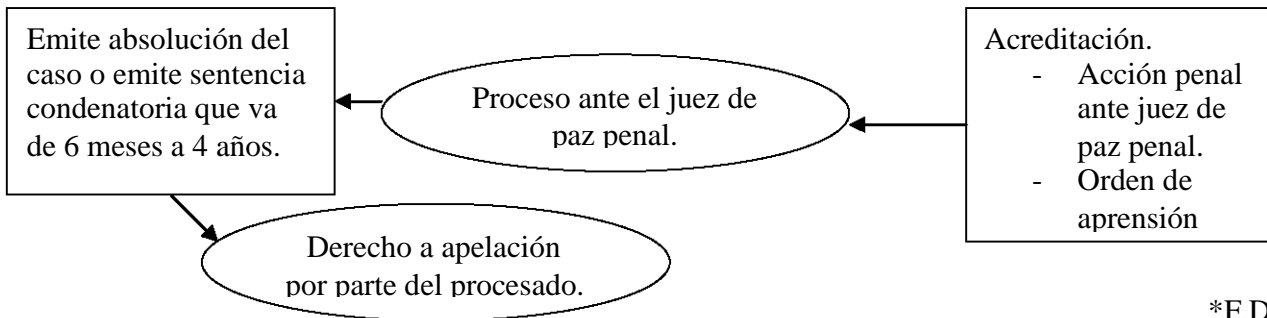 Emite absolución del
caso o emite sentencia
condenatoria que va
de 6 meses a 4 años.
Proceso ante el juez de
paz penal.
Acreditación.
- Acción penal
ante juez de
paz penal.
- Orden de
aprensión
Derecho a apelación
por parte del procesado.
*F.D